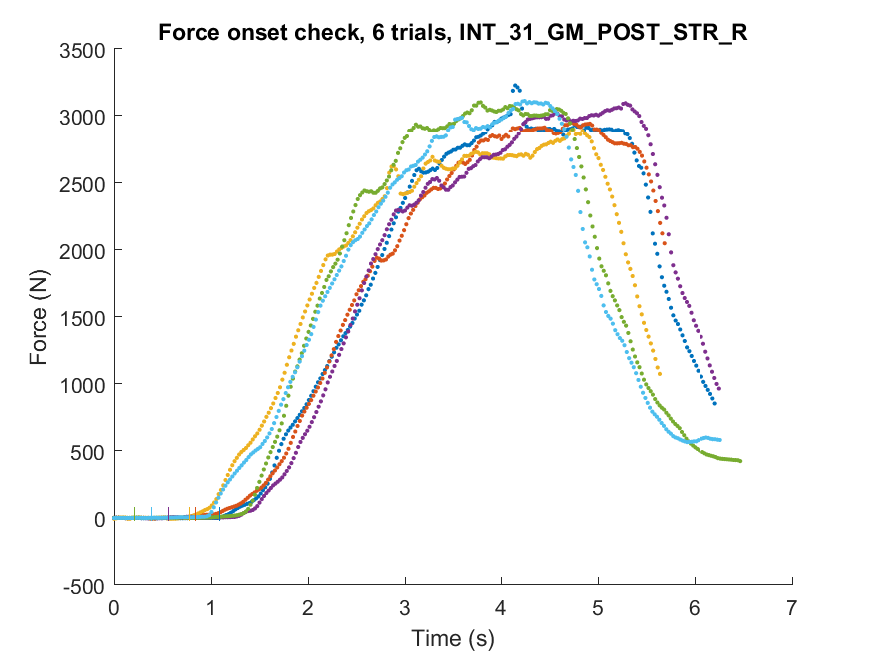 Force onset check, 6 trials, INT_31_GM_POST_STR_R
3500
3000
2500
2000
1500
1000
500
0
-500
Force (N)
0 1 2 3 4 5 6 7
Time (s)